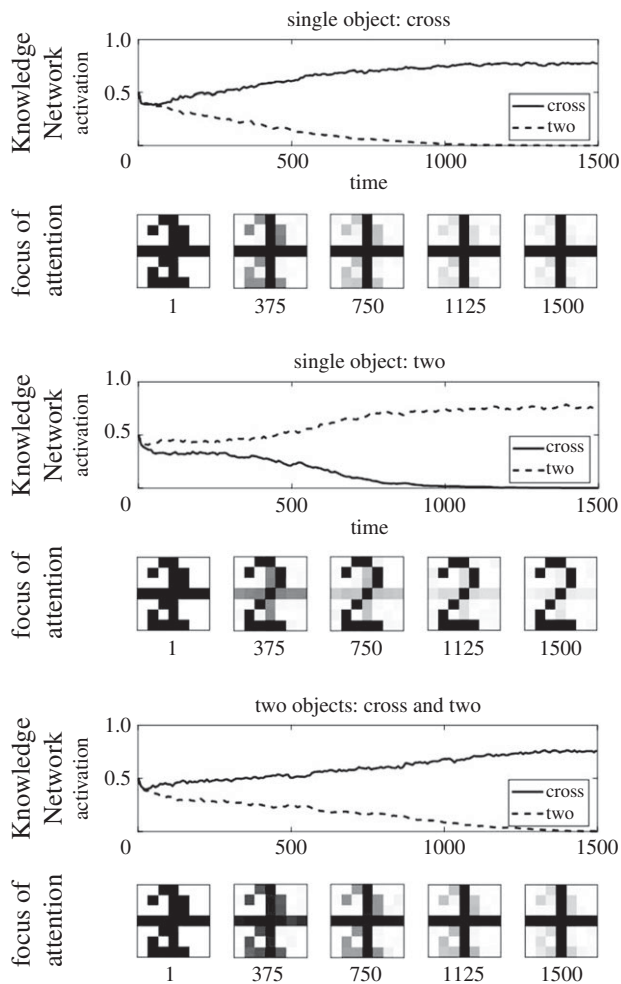 single object: cross
Knowledge
Network
activation
1.0
0.5
0
500
1000
1500
cross
two
time
focus of
attention
1
375
750
1125
1500
single object: two
Knowledge
Network
activation
1.0
0.5
0
500
1000
1500
cross
two
time
focus of
attention
1
375
750
1125
1500
two objects: cross and two
Knowledge
Network
activation
1.0
0.5
0
500
1000
1500
cross
two
focus of
attention
1
375
750
1125
1500